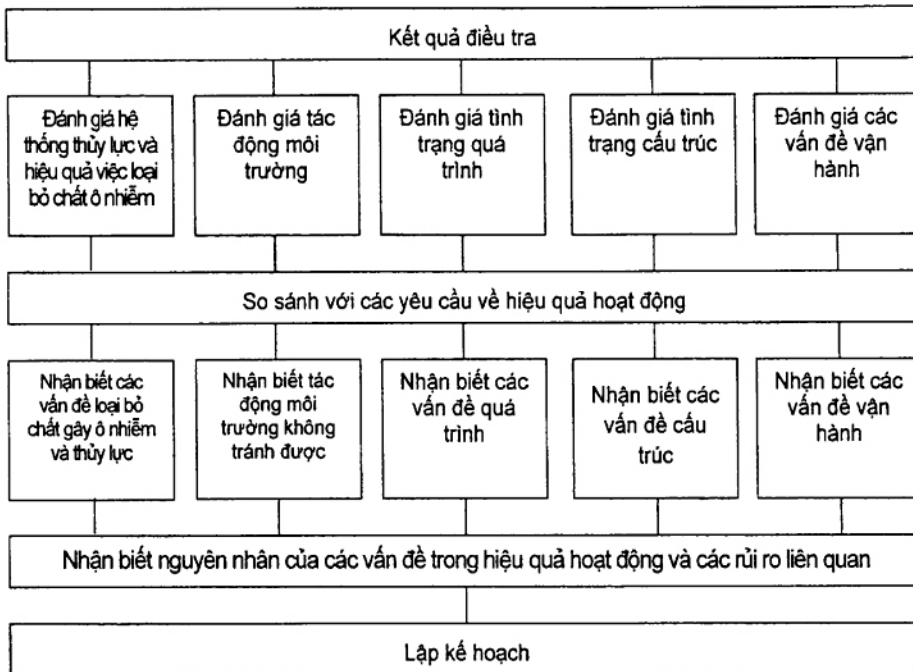 Kết quả điều tra
Đánh giá hệ
thống thủy lực và
hiệu quả việc loại
bỏ chất ô nhiễm
Đánh giá tác
động môi
trường
Đánh giá tình
trạng quá
trình
Đánh giá tình
trạng cấu trúc
Đánh giá các
vấn đề vận
hành
So sánh với các yêu cầu về hiệu quả hoạt động
Nhận biết các
vấn đề loại bỏ
chất gây ô nhiễm
và thủy lực
Nhận biết tác
động môi
trường không
tránh được
Nhận biết các
vấn đề quá
trình
Nhận biết các
vấn đề cấu
trúc
Nhận biết các
vấn đề vận
hành
Nhận biết nguyên nhân của các vấn đề trong hiệu quả hoạt động và các rủi ro liên quan
Lập kế hoạch